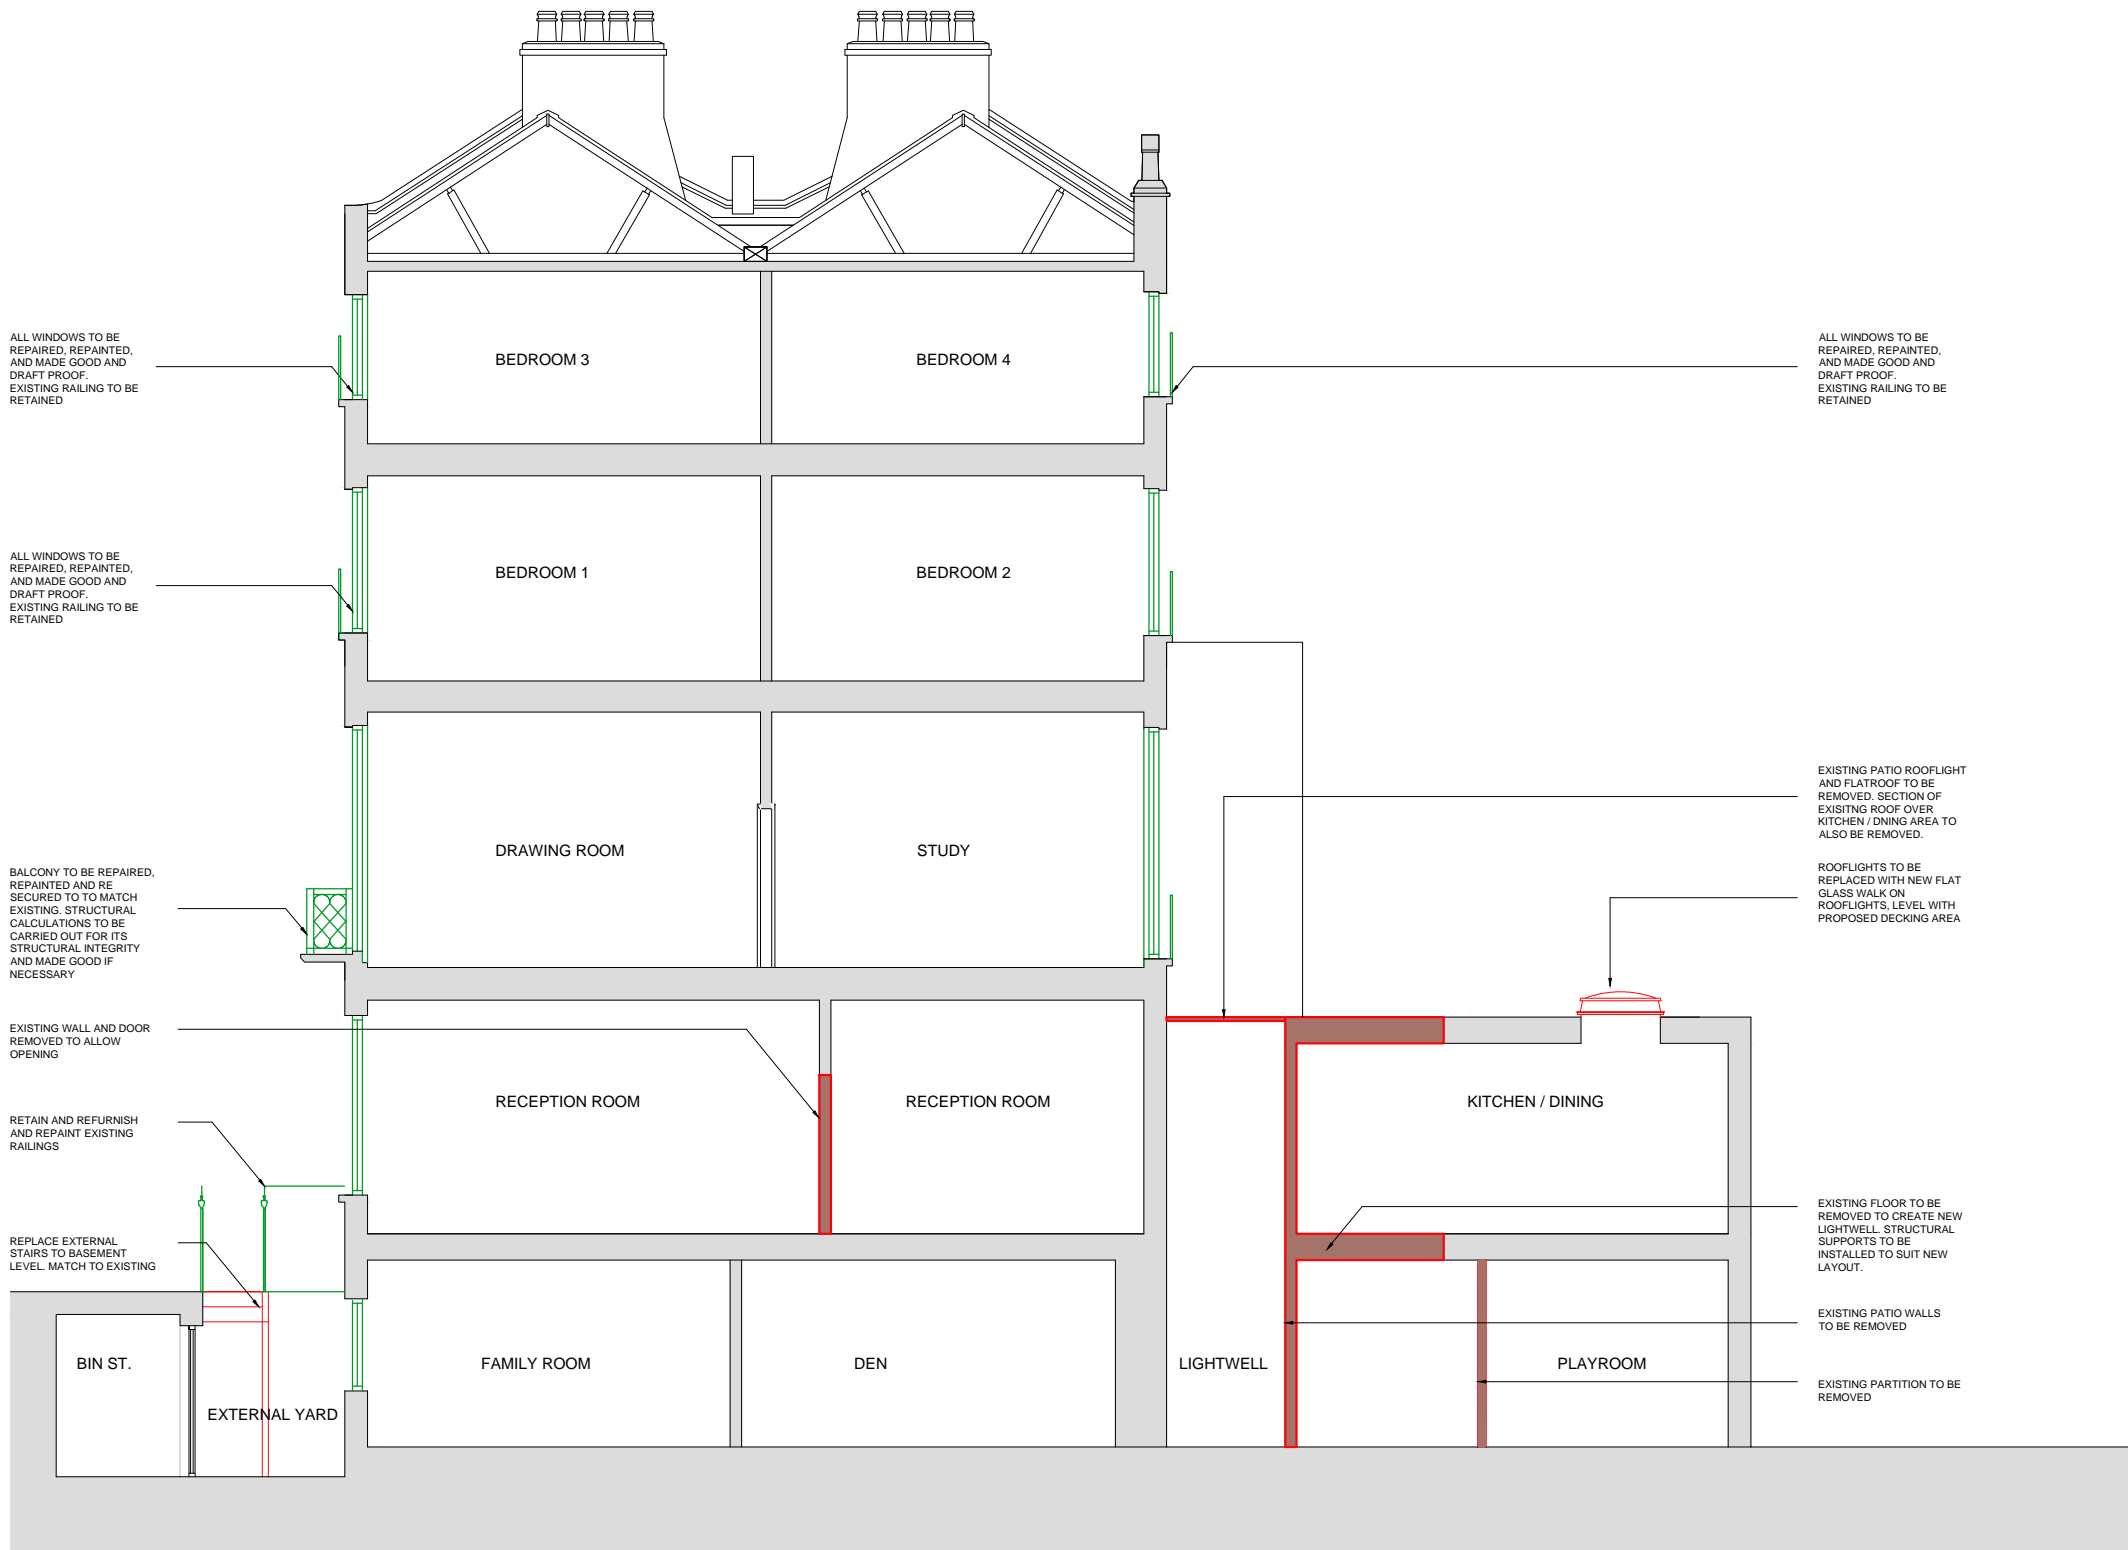 ALL WINDOWS TO BE
REPAIRED, REPAINTED,
AND MADE GOOD AND
DRAFT PROOF.
EXISTING RAILING TO BE
RETAINED
BEDROOM 3
BEDROOM 4
ALL WINDOWS TO BE
REPAIRED, REPAINTED,
AND MADE GOOD AND
DRAFT PROOF.
EXISTING RAILING TO BE
RETAINED
ALL WINDOWS TO BE
REPAIRED, REPAINTED,
AND MADE GOOD AND
DRAFT PROOF.
EXISTING RAILING TO BE
RETAINED
BEDROOM 1
BEDROOM 2
EXISTING PATIO ROOFLIGHT
AND FLATROOF TO BE
REMOVED. SECTION OF
EXISITNG ROOF OVER
KITCHEN / DNING AREA TO
ALSO BE REMOVED.
DRAWING ROOM
STUDY
BALCONY TO BE REPAIRED,
REPAINTED AND RE
SECURED TO TO MATCH
EXISTING. STRUCTURAL
CALCULATIONS TO BE
CARRIED OUT FOR ITS
STRUCTURAL INTEGRITY
AND MADE GOOD IF
NECESSARY
ROOFLIGHTS TO BE
REPLACED WITH NEW FLAT
GLASS WALK ON
ROOFLIGHTS, LEVEL WITH
PROPOSED DECKING AREA
EXISTING WALL AND DOOR
REMOVED TO ALLOW
OPENING
RECEPTION ROOM
RECEPTION ROOM
KITCHEN / DINING
RETAIN AND REFURNISH
AND REPAINT EXISTING
RAILINGS
EXISTING FLOOR TO BE
REMOVED TO CREATE NEW
LIGHTWELL. STRUCTURAL
SUPPORTS TO BE
INSTALLED TO SUIT NEW
LAYOUT.
REPLACE EXTERNAL
STAIRS TO BASEMENT
LEVEL. MATCH TO EXISTING
EXISTING PATIO WALLS
TO BE REMOVED
BIN ST.
FAMILY ROOM
DEN
LIGHTWELL
PLAYROOM
EXISTING PARTITION TO BE
REMOVED
EXTERNAL YARD